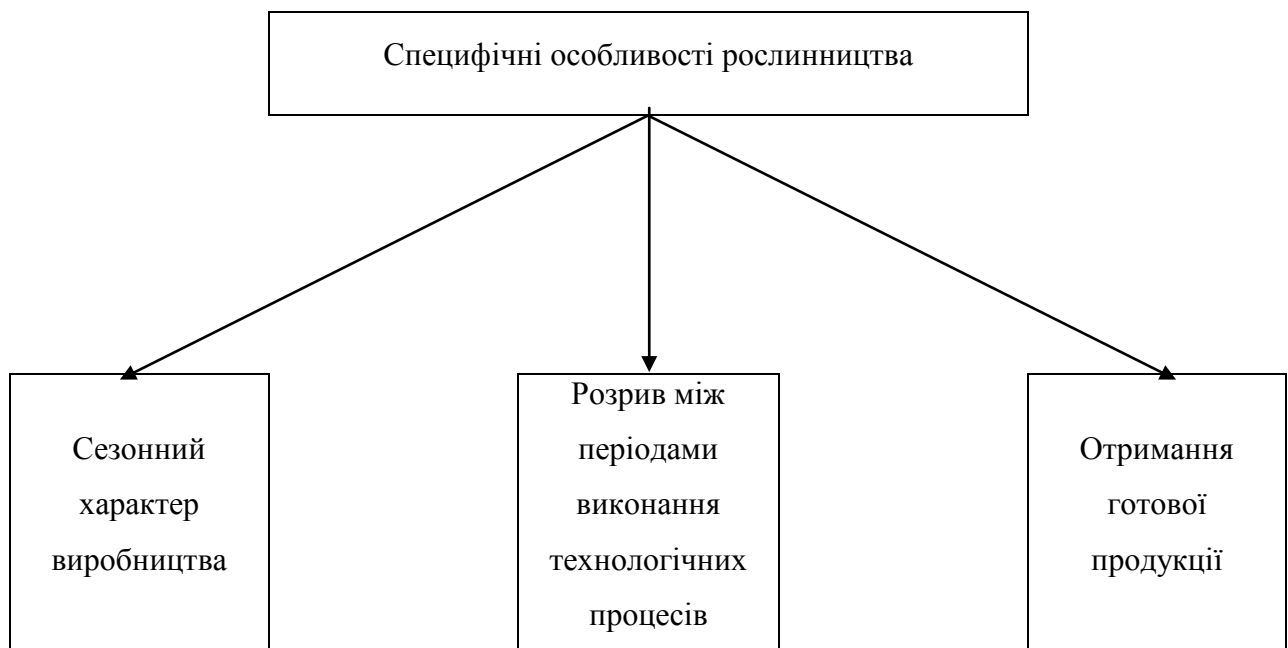 Специфічні особливості рослинництва
Сезонний
характер
виробництва
Розрив між
періодами
виконання
технологічних
процесів
Отримання
готової
продукції